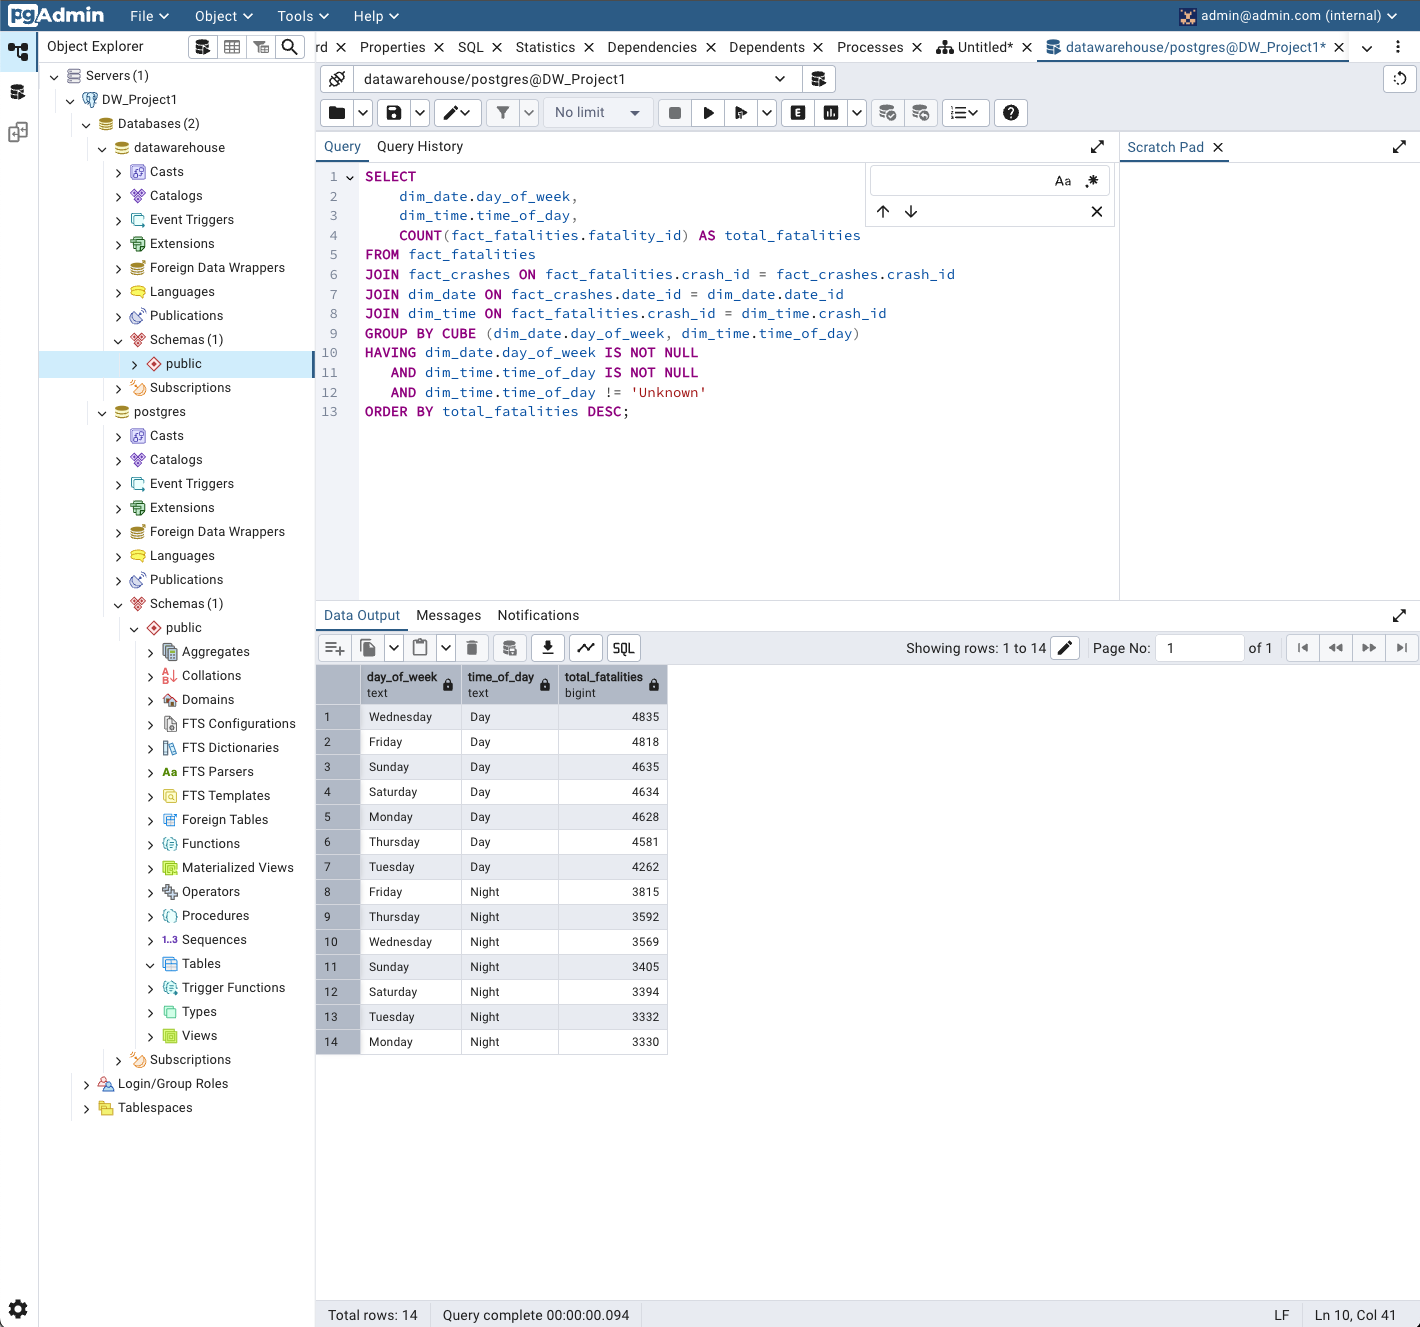 pgAdmin File Object Tools Help admin@admin.com (internal)
Object Explorer
rd Properties SQL Statistics Dependencies Dependents Processes Untitled* datawarehouse/postgres@DW_Project1*
Servers (1)
DW_Project1
Databases (2)
datawarehouse
Casts
Catalogs
Event Triggers
Extensions
Foreign Data Wrappers
Languages
Publications
Schemas (1)
public
Subscriptions
postgres
Casts
Catalogs
Event Triggers
Extensions
Foreign Data Wrappers
Languages
Publications
Schemas (1)
public
Aggregates
Collations
Domains
FTS Configurations
FTS Dictionaries
Aa FTS Parsers
FTS Templates
Foreign Tables
Functions
Materialized Views
Operators
Procedures
1..3 Sequences
Tables
Trigger Functions
Types
Views
Subscriptions
Login/Group Roles
Tablespaces
datawarehouse/postgres@DW_Project1
No limit E
Query Query History
Scratch Pad
Aa .*
1 SELECT
2 dim_date.day_of_week,
3 dim_time.time_of_day,
4 COUNT(fact_fatalities.fatality_id) AS total_fatalities
5 FROM fact_fatalities
6 JOIN fact_crashes ON fact_fatalities.crash_id = fact_crashes.crash_id
7 JOIN dim_date ON fact_crashes.date_id = dim_date.date_id
8 JOIN dim_time ON fact_fatalities.crash_id = dim_time.crash_id
9 GROUP BY CUBE (dim_date.day_of_week, dim_time.time_of_day)
10 HAVING dim_date.day_of_week IS NOT NULL
11 AND dim_time.time_of_day IS NOT NULL
12 AND dim_time.time_of_day != 'Unknown'
13 ORDER BY total_fatalities DESC;
Data Output Messages Notifications
SQL Showing rows: 1 to 14 Page No: 1 of 1
day_of_week time_of_day total_fatalities
text text bigint
1 Wednesday Day 4835
2 Friday Day 4818
3 Sunday Day 4635
4 Saturday Day 4634
5 Monday Day 4628
6 Thursday Day 4581
7 Tuesday Day 4262
8 Friday Night 3815
9 Thursday Night 3592
10 Wednesday Night 3569
11 Sunday Night 3405
12 Saturday Night 3394
13 Tuesday Night 3332
14 Monday Night 3330
Total rows: 14 Query complete 00:00:00.094 LF Ln 10, Col 41